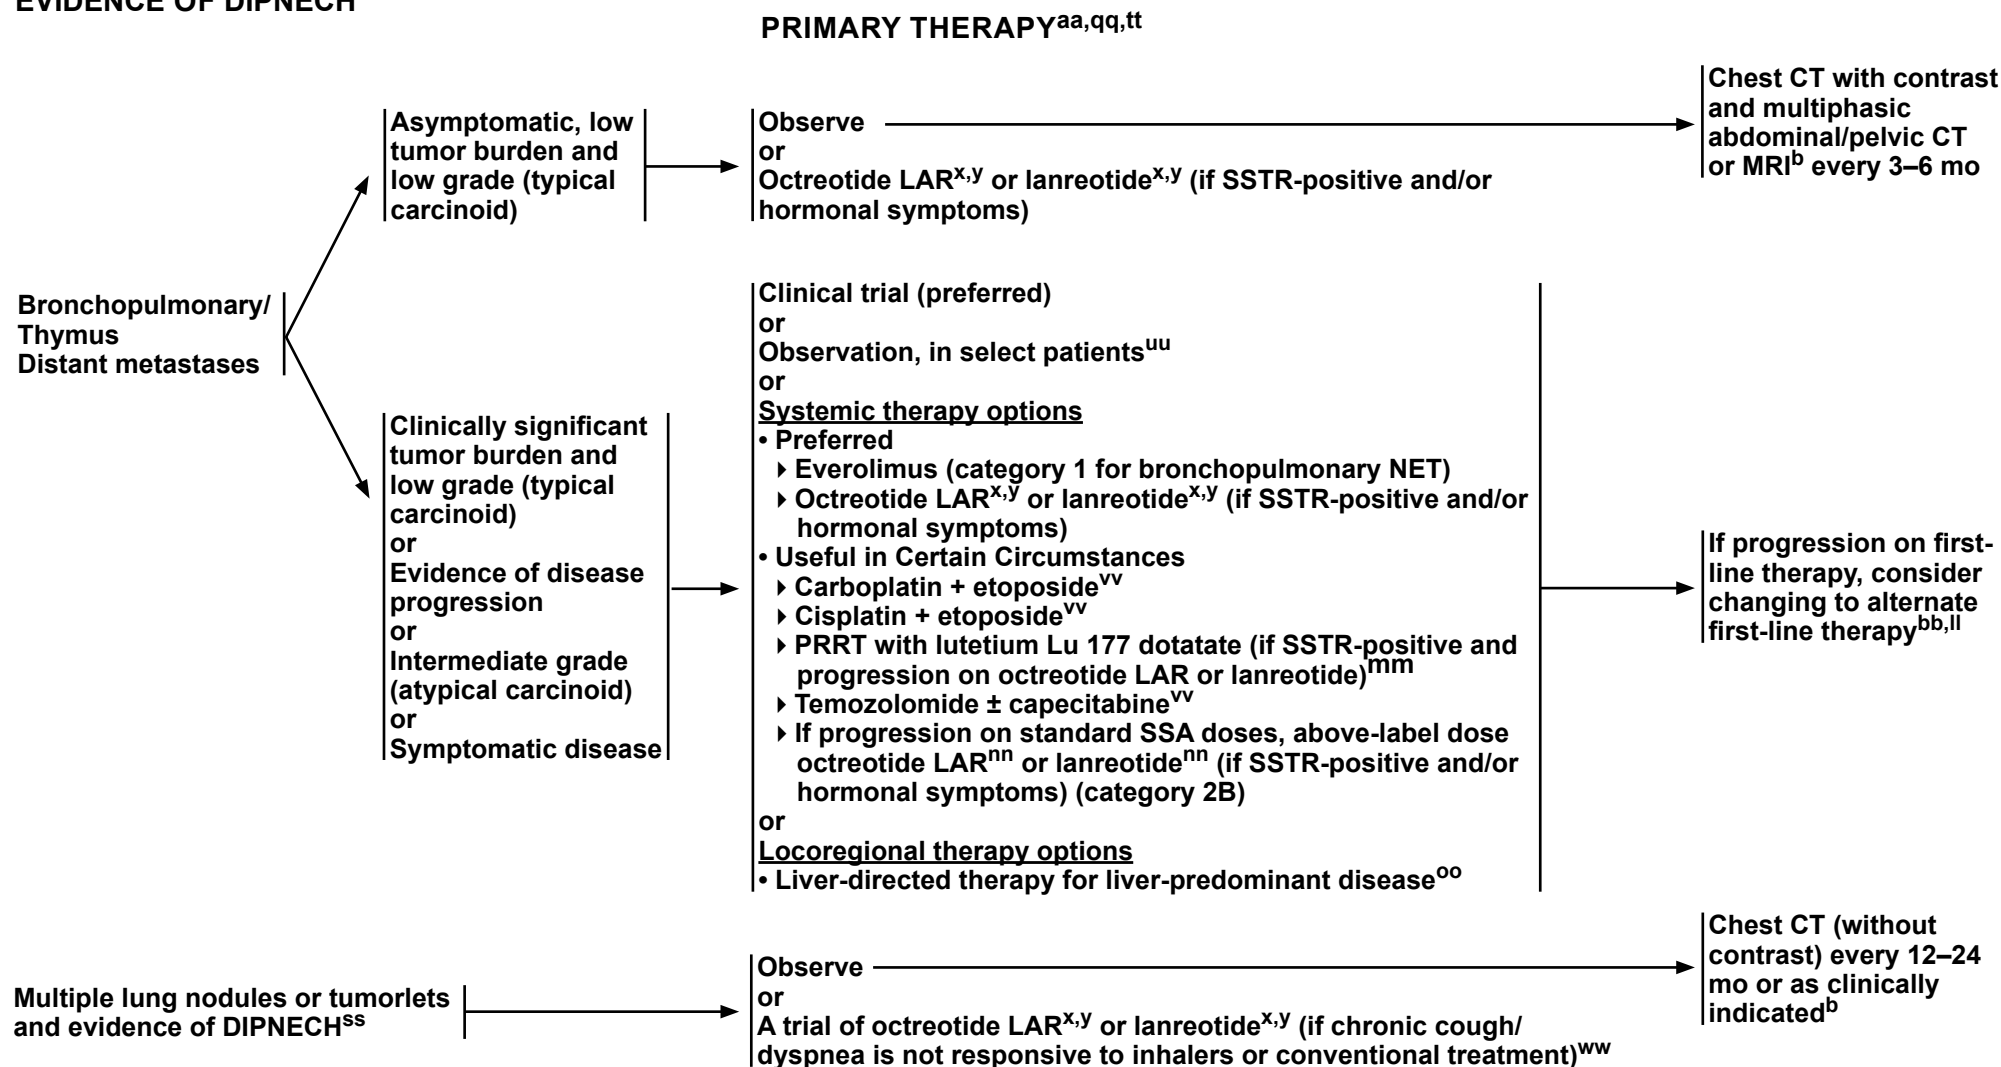 EVIDENCE OF DIPNECH
PRIMARY THERAPYaa,qq,tt
Bronchopulmonary/
Thymus
Distant metastases
Asymptomatic, low
tumor burden and
low grade (typical
carcinoid)
Observe
or
Octreotide LARx,y or lanreotidex,y (if SSTR-positive and/or
hormonal symptoms)
Chest CT with contrast
and multiphasic
abdominal/pelvic CT
or MRIb every 3–6 mo
Clinically significant
tumor burden and
low grade (typical
carcinoid)
or
Evidence of disease
progression
or
Intermediate grade
(atypical carcinoid)
or
Symptomatic disease
Clinical trial (preferred)
or
Observation, in select patientsuu
or
Systemic therapy options
• Preferred
Everolimus (category 1 for bronchopulmonary NET)
Octreotide LARx,y or lanreotidex,y (if SSTR-positive and/or
hormonal symptoms)
• Useful in Certain Circumstances
Carboplatin + etoposidevv
Cisplatin + etoposidevv
PRRT with lutetium Lu 177 dotatate (if SSTR-positive and
progression on octreotide LAR or lanreotide)mm
Temozolomide ± capecitabinevv
If progression on standard SSA doses, above-label dose
octreotide LARnn or lanreotidenn (if SSTR-positive and/or
hormonal symptoms) (category 2B)
or
Locoregional therapy options
• Liver-directed therapy for liver-predominant diseaseoo
If progression on first-
line therapy, consider
changing to alternate
first-line therapybb,ll
Multiple lung nodules or tumorlets
and evidence of DIPNECHss
Observe
or
A trial of octreotide LARx,y or lanreotidex,y (if chronic cough/
dyspnea is not responsive to inhalers or conventional treatment)ww
Chest CT (without
contrast) every 12–24
mo or as clinically
indicatedb